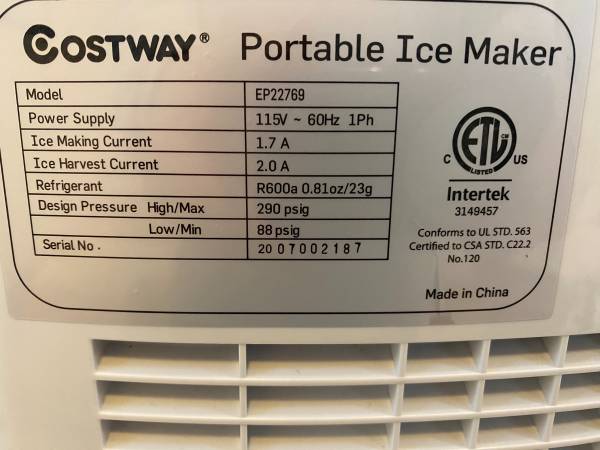 COSTWAY® Portable Ice Maker
Model EP22769
Power Supply 115V ~ 60Hz 1Ph
Ice Making Current 1.7 A
Ice Harvest Current 2.0 A
Refrigerant R600a 0.81oz/23g
Design Pressure High/Max 290 psig
Low/Min 88 psig
Serial No. 2007002187
ETL CM
LISTED
C US
Intertek
3149457
Conforms to UL STD. 563
Certified to CSA STD. C22.2
No.120
Made in China